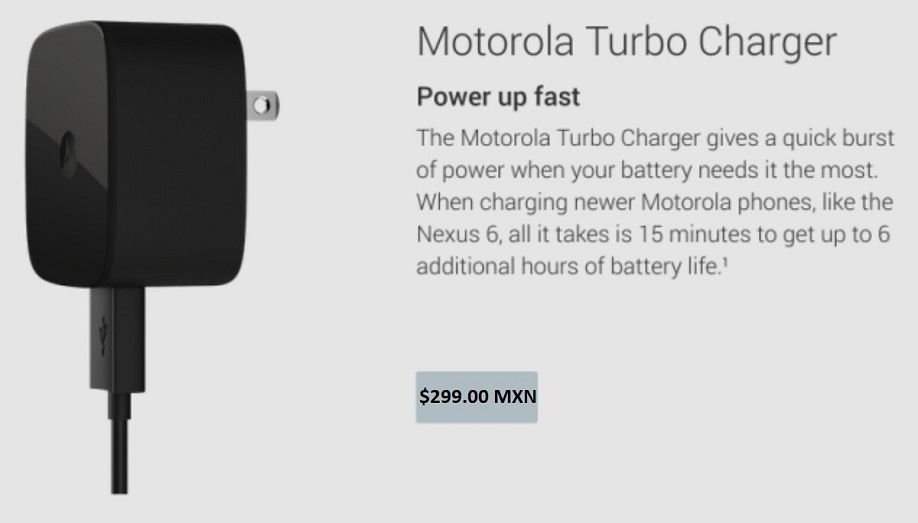 Motorola Turbo Charger
Power up fast
The Motorola Turbo Charger gives a quick burst
of power when your battery needs it the most.
When charging newer Motorola phones, like the
Nexus 6, all it takes is 15 minutes to get up to 6
additional hours of battery life.¹
$299.00 MXN